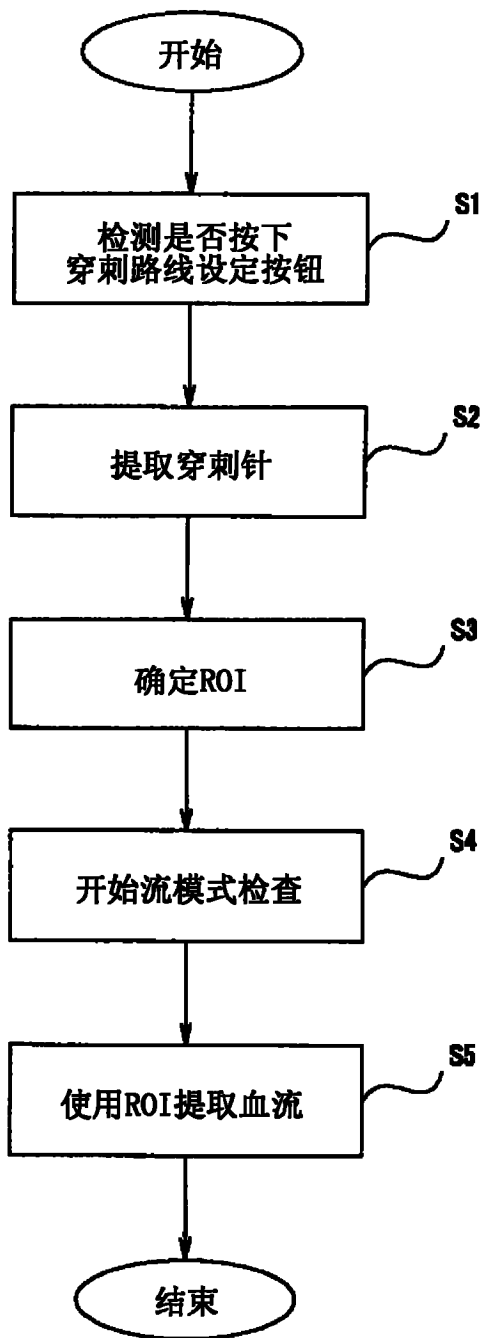 开始
S1
检测是否按下
穿刺路线设定按钮
S2
提取穿刺针
S3
确定ROI
S4
开始流模式检查
S5
使用ROI提取血流
结束